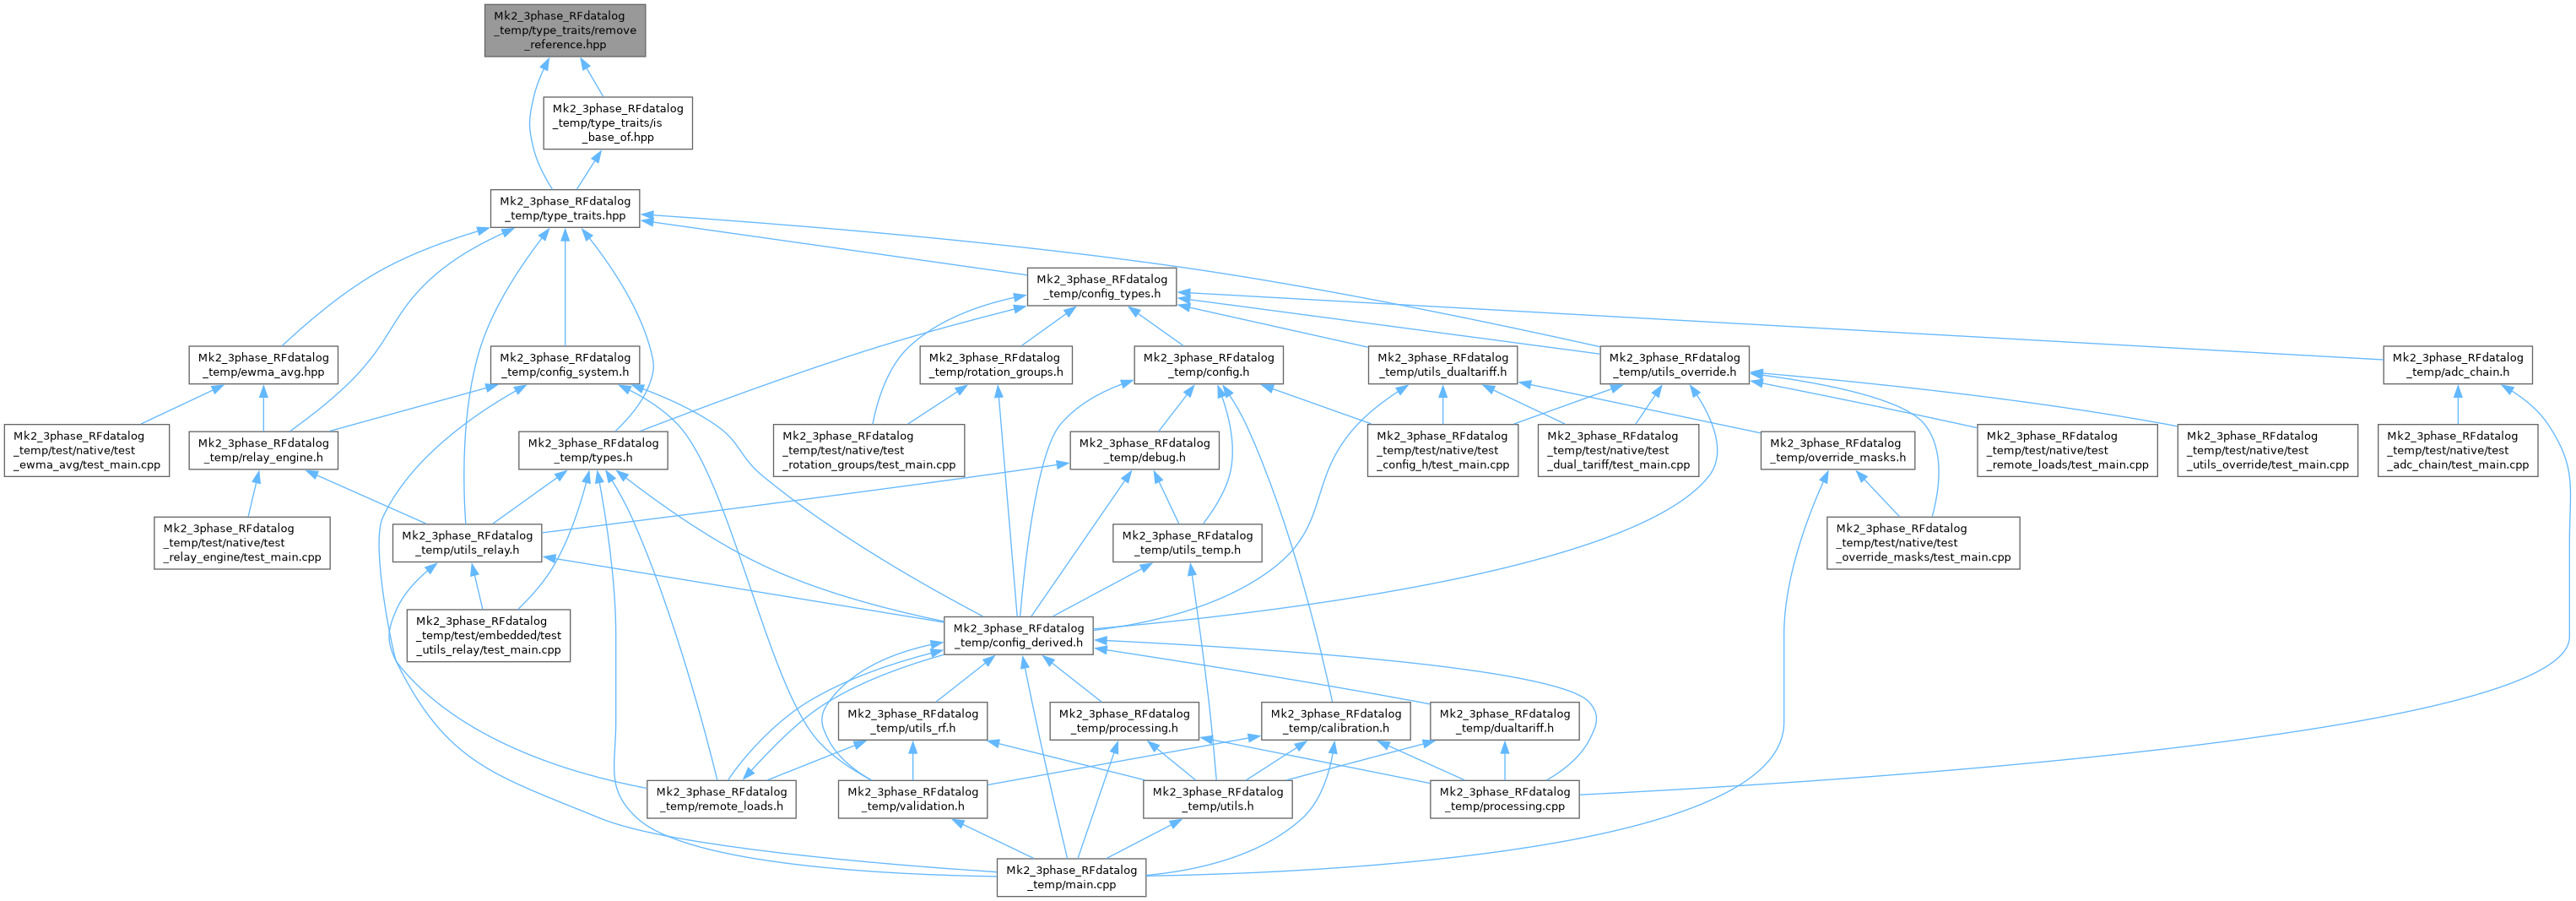 Mk2_3phase_RFdatalog
_temp/type_traits/remove
_reference.hpp
Mk2_3phase_RFdatalog
_temp/type_traits/is
_base_of.hpp
Mk2_3phase_RFdatalog
_temp/type_traits.hpp
Mk2_3phase_RFdatalog
_temp/config_types.h
Mk2_3phase_RFdatalog
_temp/ewma_avg.hpp
Mk2_3phase_RFdatalog
_temp/config_system.h
Mk2_3phase_RFdatalog
_temp/rotation_groups.h
Mk2_3phase_RFdatalog
_temp/config.h
Mk2_3phase_RFdatalog
_temp/utils_dualtariff.h
Mk2_3phase_RFdatalog
_temp/utils_override.h
Mk2_3phase_RFdatalog
_temp/adc_chain.h
Mk2_3phase_RFdatalog
_temp/test/native/test
_ewma_avg/test_main.cpp
Mk2_3phase_RFdatalog
_temp/relay_engine.h
Mk2_3phase_RFdatalog
_temp/types.h
Mk2_3phase_RFdatalog
_temp/test/native/test
_rotation_groups/test_main.cpp
Mk2_3phase_RFdatalog
_temp/debug.h
Mk2_3phase_RFdatalog
_temp/test/native/test
_config_h/test_main.cpp
Mk2_3phase_RFdatalog
_temp/test/native/test
_dual_tariff/test_main.cpp
Mk2_3phase_RFdatalog
_temp/override_masks.h
Mk2_3phase_RFdatalog
_temp/test/native/test
_remote_loads/test_main.cpp
Mk2_3phase_RFdatalog
_temp/test/native/test
_utils_override/test_main.cpp
Mk2_3phase_RFdatalog
_temp/test/native/test
_adc_chain/test_main.cpp
Mk2_3phase_RFdatalog
_temp/test/native/test
_relay_engine/test_main.cpp
Mk2_3phase_RFdatalog
_temp/utils_relay.h
Mk2_3phase_RFdatalog
_temp/utils_temp.h
Mk2_3phase_RFdatalog
_temp/test/native/test
_override_masks/test_main.cpp
Mk2_3phase_RFdatalog
_temp/test/embedded/test
_utils_relay/test_main.cpp
Mk2_3phase_RFdatalog
_temp/config_derived.h
Mk2_3phase_RFdatalog
_temp/utils_rf.h
Mk2_3phase_RFdatalog
_temp/processing.h
Mk2_3phase_RFdatalog
_temp/calibration.h
Mk2_3phase_RFdatalog
_temp/dualtariff.h
Mk2_3phase_RFdatalog
_temp/remote_loads.h
Mk2_3phase_RFdatalog
_temp/validation.h
Mk2_3phase_RFdatalog
_temp/utils.h
Mk2_3phase_RFdatalog
_temp/processing.cpp
Mk2_3phase_RFdatalog
_temp/main.cpp